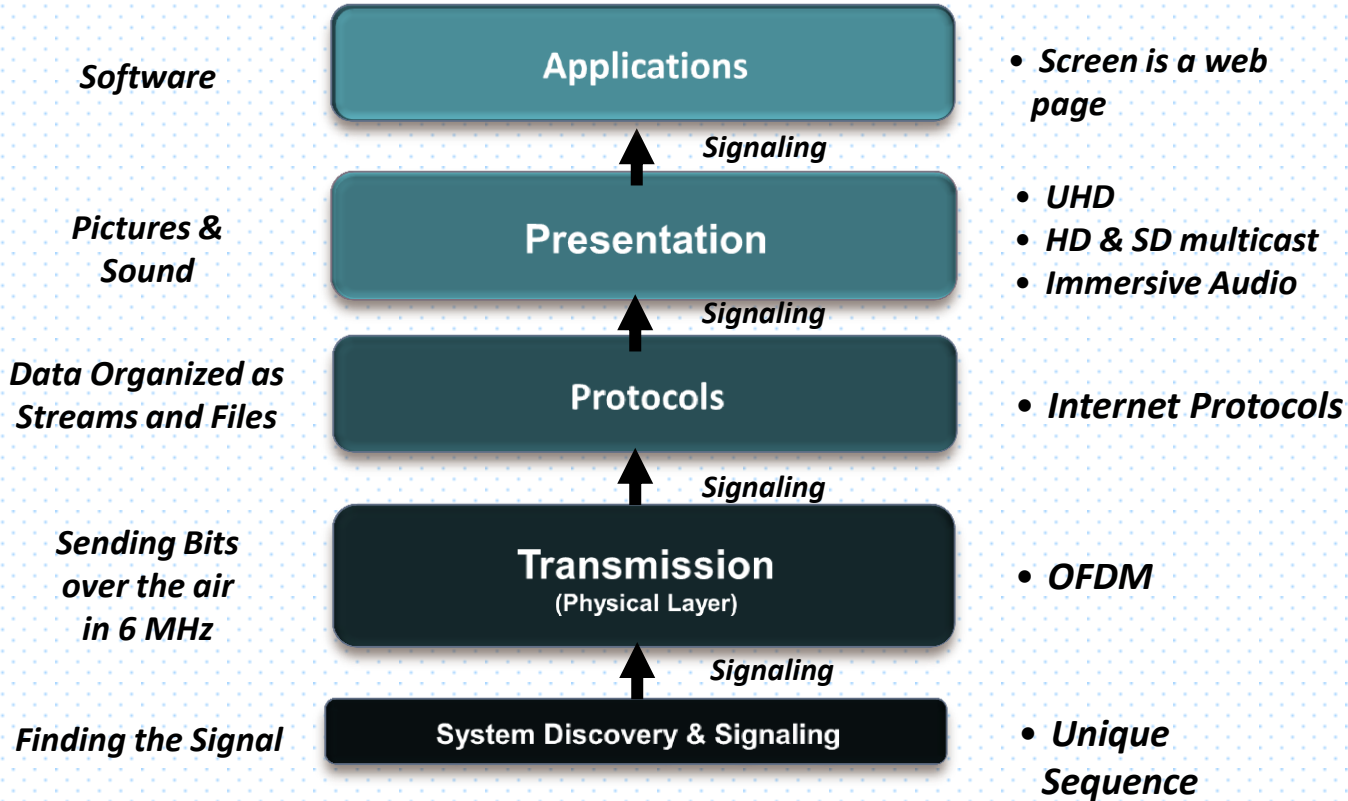 Software
Applications
• Screen is a web
page
Signaling
Pictures &
Sound
Presentation
• UHD
• HD & SD multicast
• Immersive Audio
Signaling
Data Organized as
Streams and Files
Protocols
• Internet Protocols
Signaling
Sending Bits
over the air
in 6 MHz
Transmission
(Physical Layer)
• OFDM
Signaling
Finding the Signal
System Discovery & Signaling
• Unique
Sequence